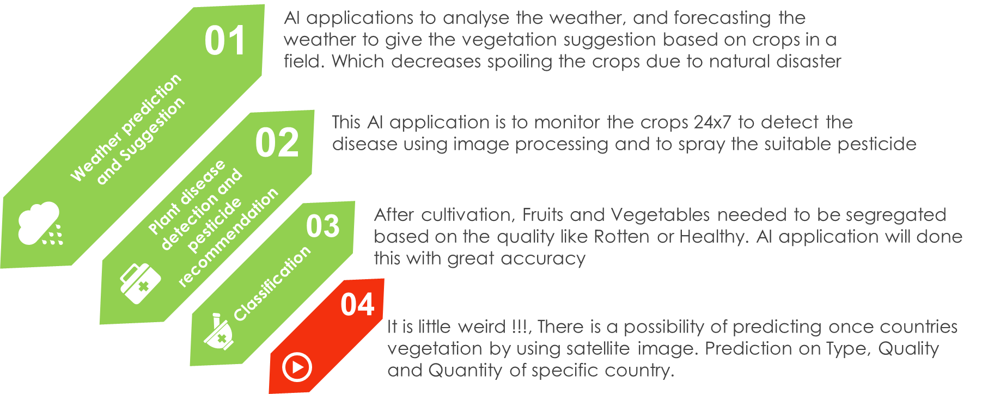 01
Weather prediction
and Suggestion
AI applications to analyse the weather, and forecasting the
weather to give the vegetation suggestion based on crops in a
field. Which decreases spoiling the crops due to natural disaster
02
Plant disease
detection and
pesticide
recommendation
This AI application is to monitor the crops 24x7 to detect the
disease using image processing and to spray the suitable pesticide
03
Classification
After cultivation, Fruits and Vegetables needed to be segregated
based on the quality like Rotten or Healthy. AI application will done
this with great accuracy
04
It is little weird !!!, There is a possibility of predicting once countries
vegetation by using satellite image. Prediction on Type, Quality
and Quantity of specific country.